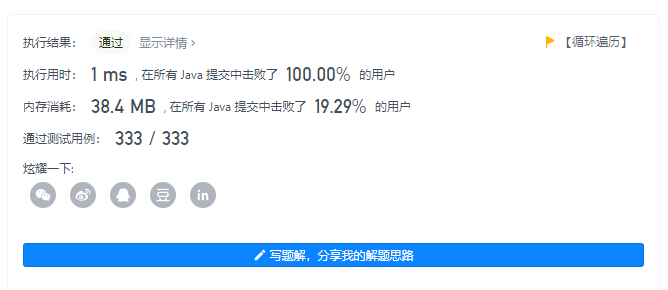 执行结果： 通过 显示详情 › 【循环遍历】
执行用时： 1 ms , 在所有 Java 提交中击败了 100.00% 的用户
内存消耗： 38.4 MB , 在所有 Java 提交中击败了 19.29% 的用户
通过测试用例： 333 / 333
炫耀一下:
豆 in
写题解，分享我的解题思路